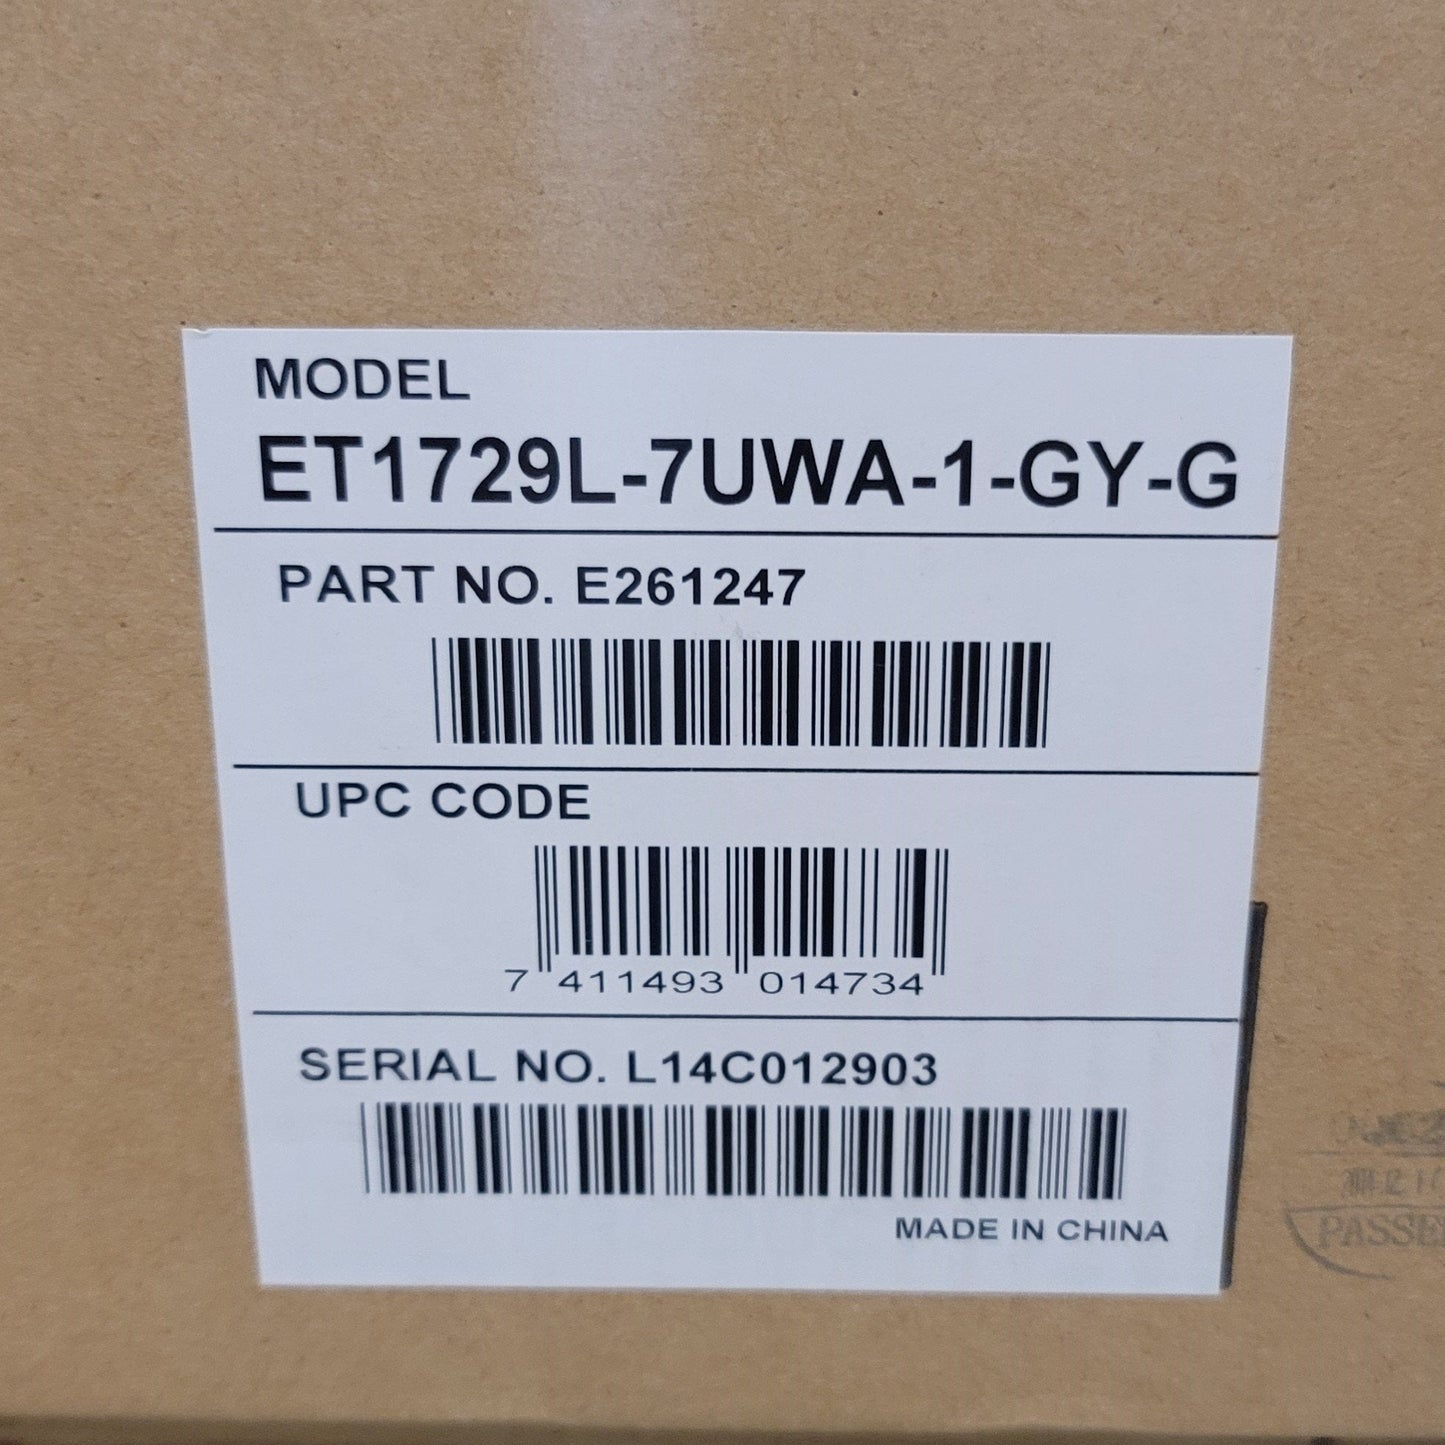 MODEL
ET1729L-7UWA-1-GY-G
PART NO. E261247
UPC CODE
7 411493 014734
SERIAL NO. L14C012903
MADE IN CHINA